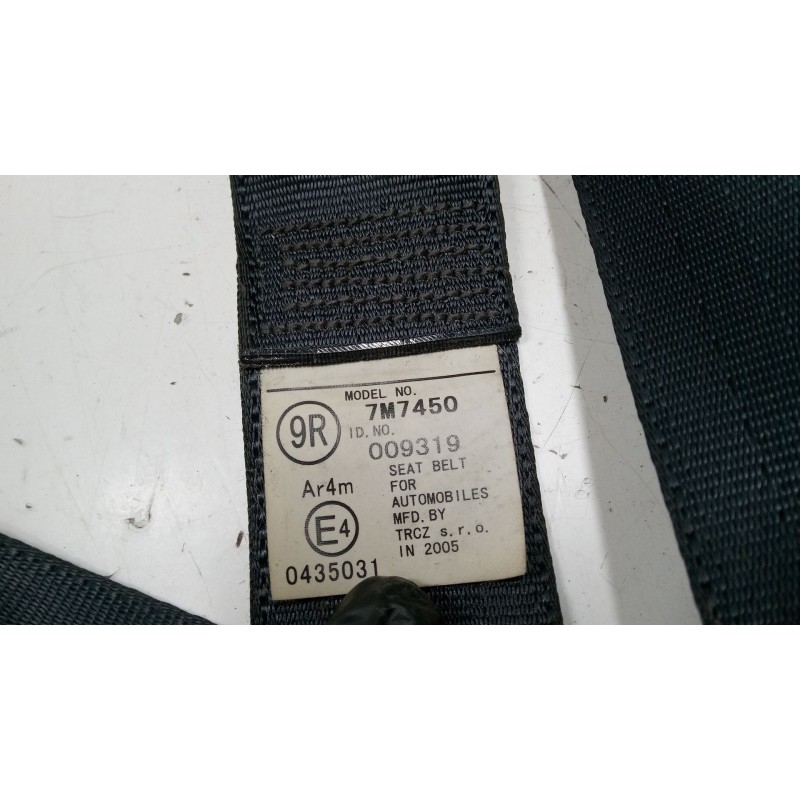 MODEL NO.
7M7450
9R
ID. NO.
009319
SEAT BELT
FOR
AUTOMOBILES
MFD. BY
TRCZ s.r.o.
IN 2005
Ar4m
E4
0435031